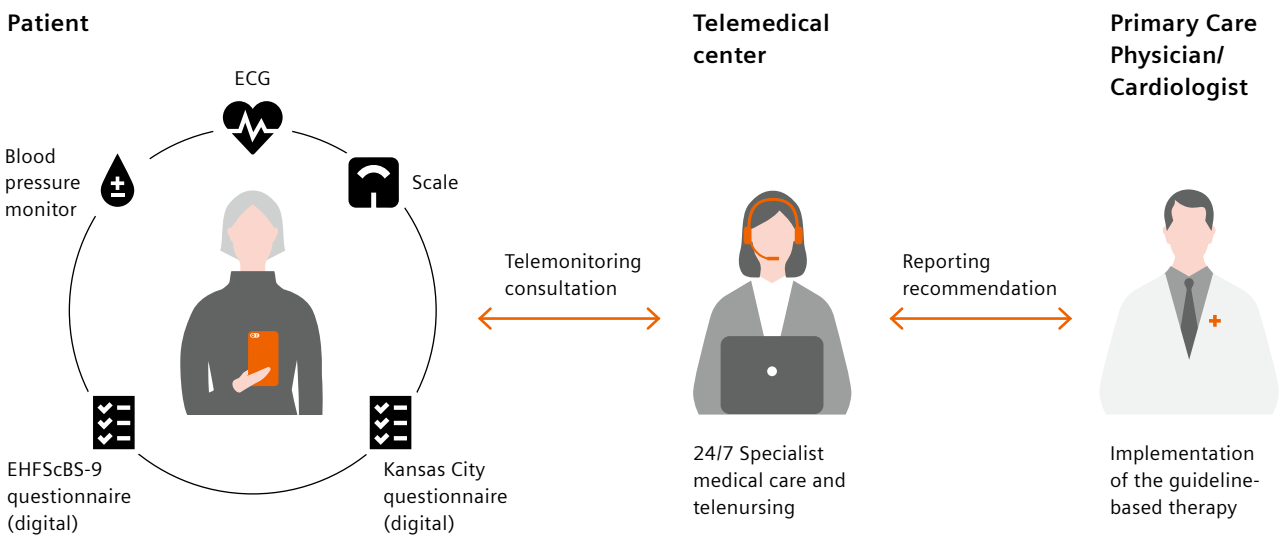 Patient
Telemedical
center
Primary Care
Physician/
Cardiologist
ECG
Blood
pressure
monitor
Scale
EHFScBS-9
questionnaire
(digital)
Kansas City
questionnaire
(digital)
Telemonitoring
consultation
24/7 Specialist
medical care and
telenursing
Reporting
recommendation
Implementation
of the guideline-
based therapy